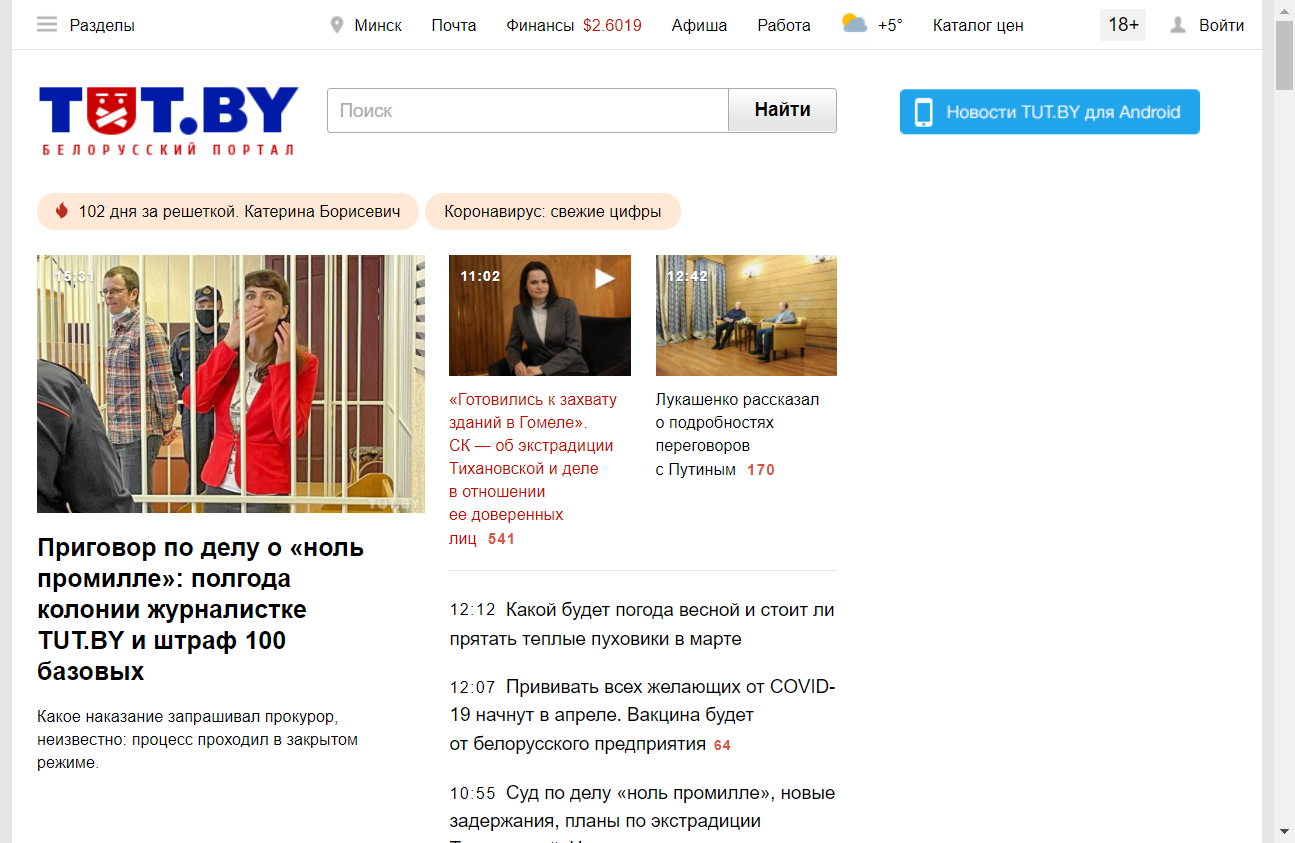 Разделы
Минск
Почта
Финансы $2.6019
Афиша
Работа
+5°
Каталог цен
18+
Войти
TUT.BY
БЕЛОРУССКИЙ ПОРТАЛ
Поиск
Найти
Новости TUT.BY для Android
102 дня за решеткой. Катерина Борисевич
Коронавирус: свежие цифры
15:31
TUT.BY
Приговор по делу о «ноль
промилле»: полгода
колонии журналистке
TUT.BY и штраф 100
базовых
Какое наказание запрашивал прокурор,
неизвестно: процесс проходил в закрытом
режиме.
11:02
«Готовились к захвату
зданий в Гомеле».
СК — об экстрадиции
Тихановской и деле
в отношении
ее доверенных
лиц 541
12:42
Лукашенко рассказал
о подробностях
переговоров
с Путиным 170
12:12 Какой будет погода весной и стоит ли
прятать теплые пуховики в марте
12:07 Прививать всех желающих от COVID-
19 начнут в апреле. Вакцина будет
от белорусского предприятия 64
10:55 Суд по делу «ноль промилле», новые
задержания, планы по экстрадиции